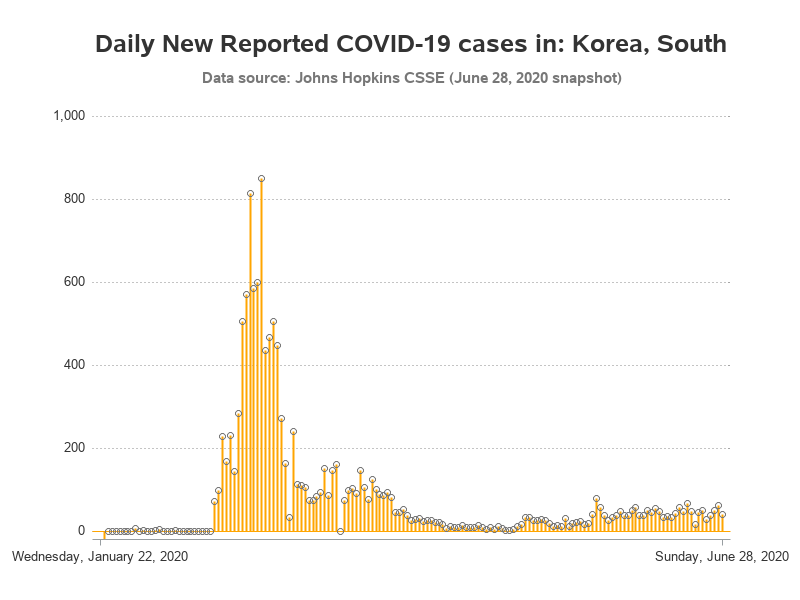 Daily New Reported COVID-19 cases in: Korea, South
Data source: Johns Hopkins CSSE (June 28, 2020 snapshot)
1,000
800
600
400
200
0
Wednesday, January 22, 2020
Sunday, June 28, 2020